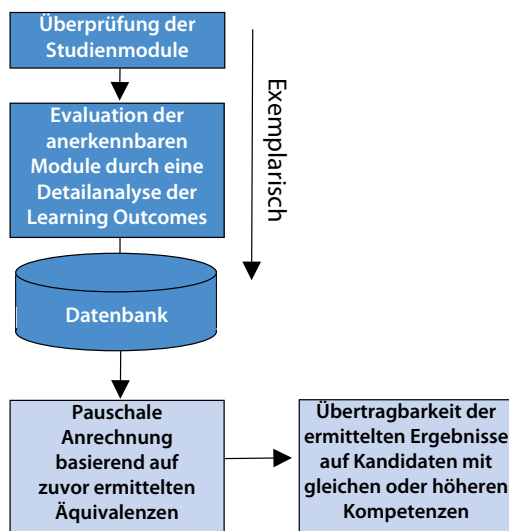 Überprüfung der
Studienmodule
Exemplarisch
Evaluation der
anerkennbaren
Module durch eine
Detailanalyse der
Learning Outcomes
Datenbank
Pauschale
Anrechnung
basierend auf
zuvor ermittelten
Äquivalenzen
Übertragbarkeit der
ermittelten Ergebnisse
auf Kandidaten mit
gleichen oder höheren
Kompetenzen